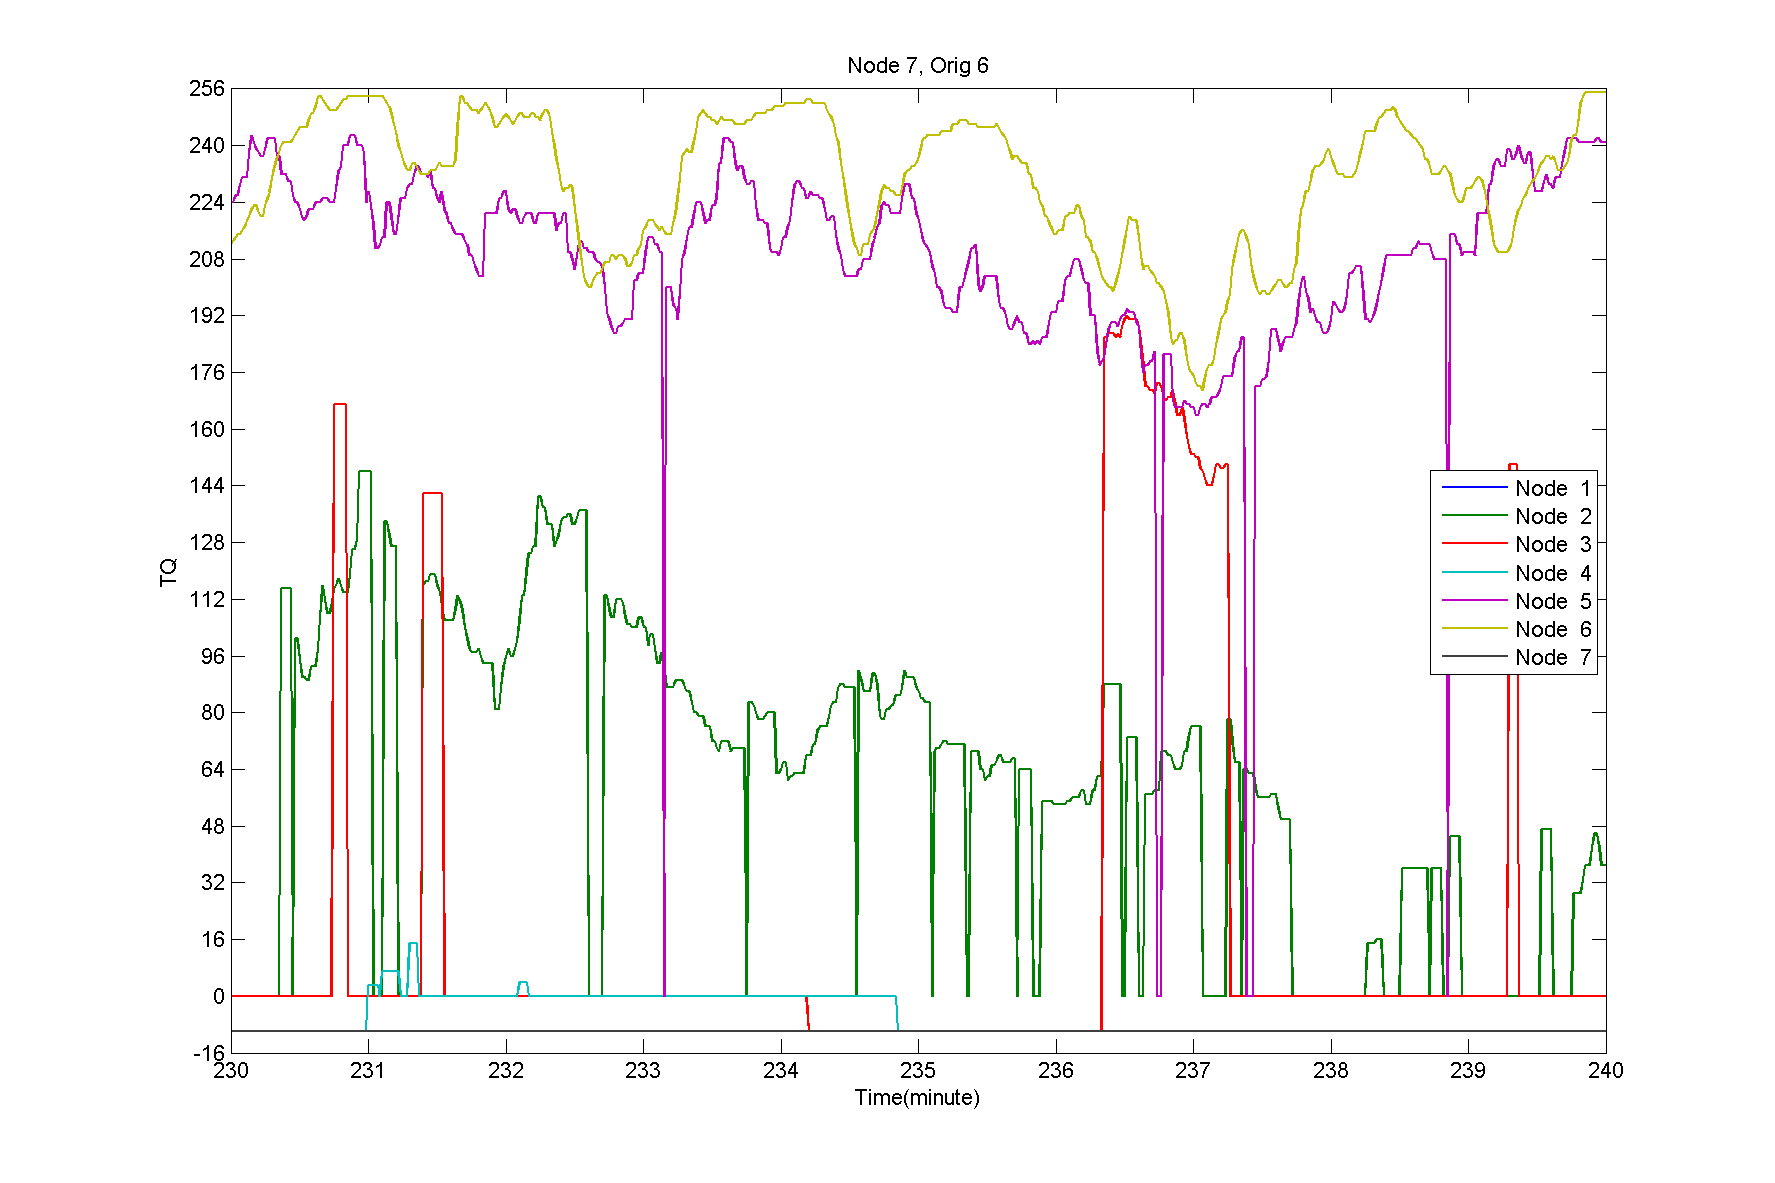 Node 7, Orig 6
256
240
224
208
192
176
160
144
128
112
96
80
64
48
32
16
0
-16
TQ
Node 1
Node 2
Node 3
Node 4
Node 5
Node 6
Node 7
230 231 232 233 234 235 236 237 238 239 240
Time(minute)